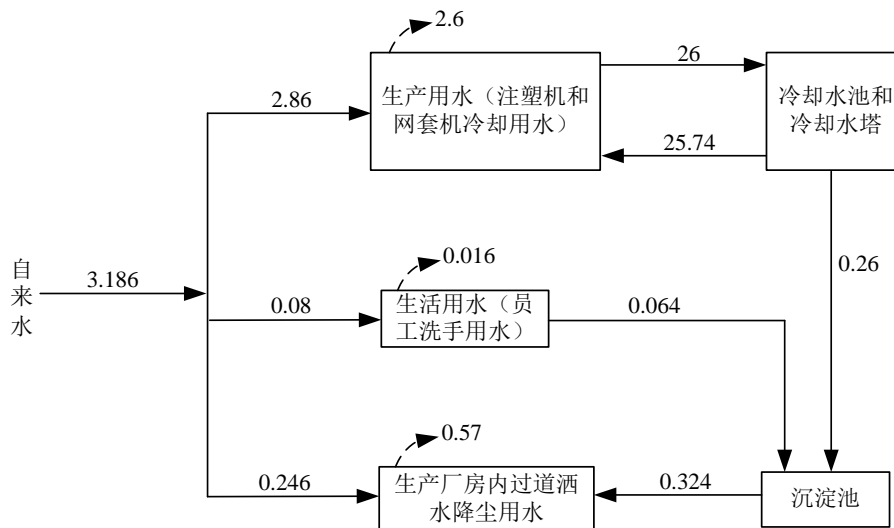 2.6
26
生产用水（注塑机和
网套机冷却用水）
冷却水池和
冷却水塔
2.86
25.74
0.016
0.26
自
来
水
3.186
0.08
生活用水（员
工洗手用水）
0.064
0.57
0.246
生产厂房内过道洒
水降尘用水
0.324
沉淀池